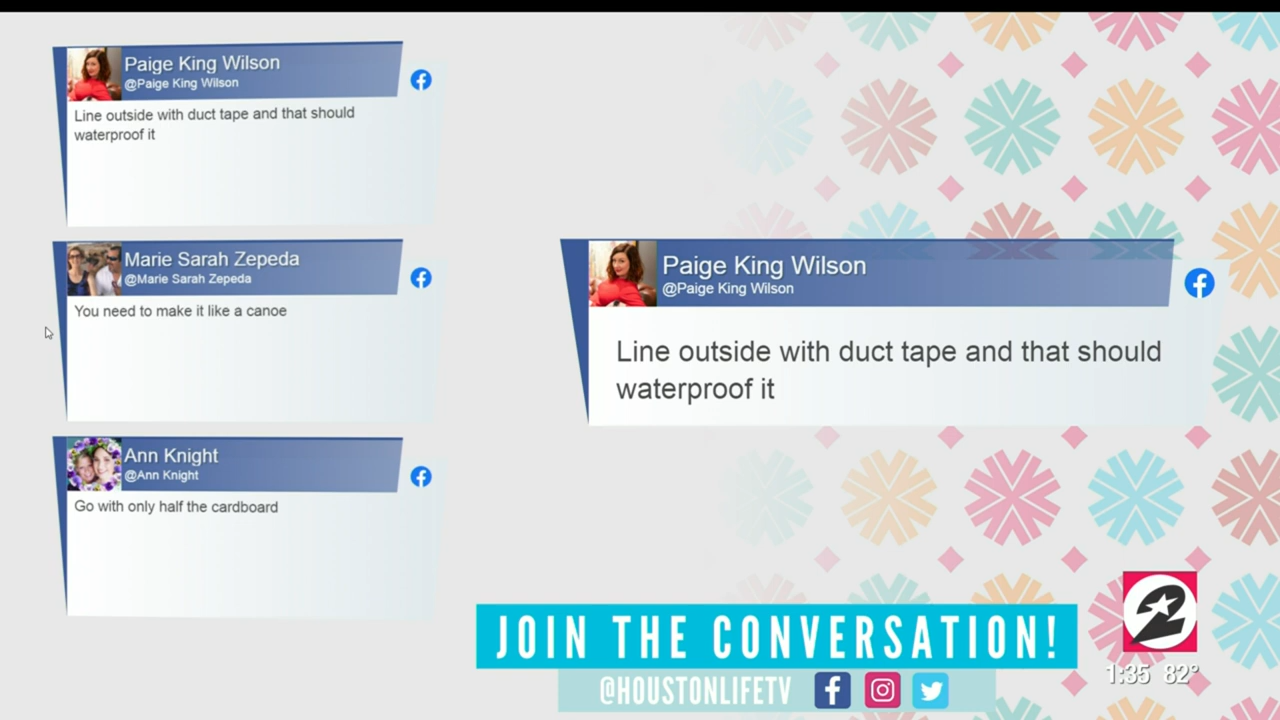 Paige King Wilson
@Paige King Wilson
Line outside with duct tape and that should
waterproof it
Marie Sarah Zepeda
@Marie Sarah Zepeda
You need to make it like a canoe
Ann Knight
@Ann Knight
Go with only half the cardboard
Paige King Wilson
@Paige King Wilson
Line outside with duct tape and that should
waterproof it
JOIN THE CONVERSATION!
@HOUSTONLIFETV
2
1:35 82°